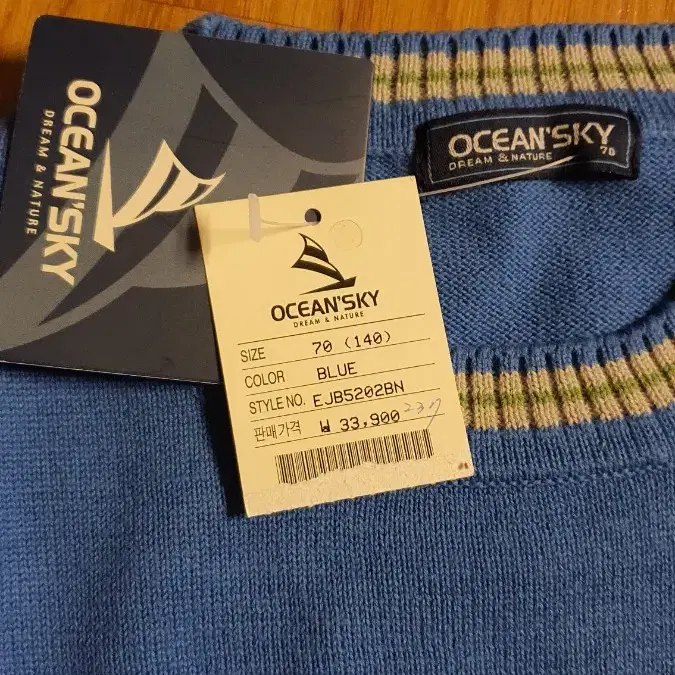 OCEAN'SKY
DREAM & NATURE
OCEAN'SKY
DREAM & NATURE
70
OCEAN'SKY
DREAM & NATURE
SIZE 70 (140)
COLOR BLUE
STYLE NO. EJB5202BN
판매가격 ₩ 33,900